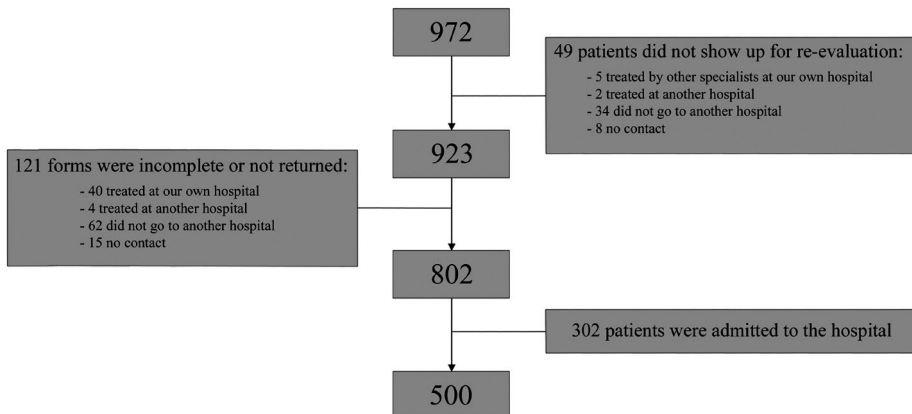 972
49 patients did not show up for re-evaluation:
- 5 treated by other specialists at our own hospital
- 2 treated at another hospital
- 34 did not go to another hospital
- 8 no contact
923
121 forms were incomplete or not returned:
- 40 treated at our own hospital
- 4 treated at another hospital
- 62 did not go to another hospital
- 15 no contact
802
302 patients were admitted to the hospital
500